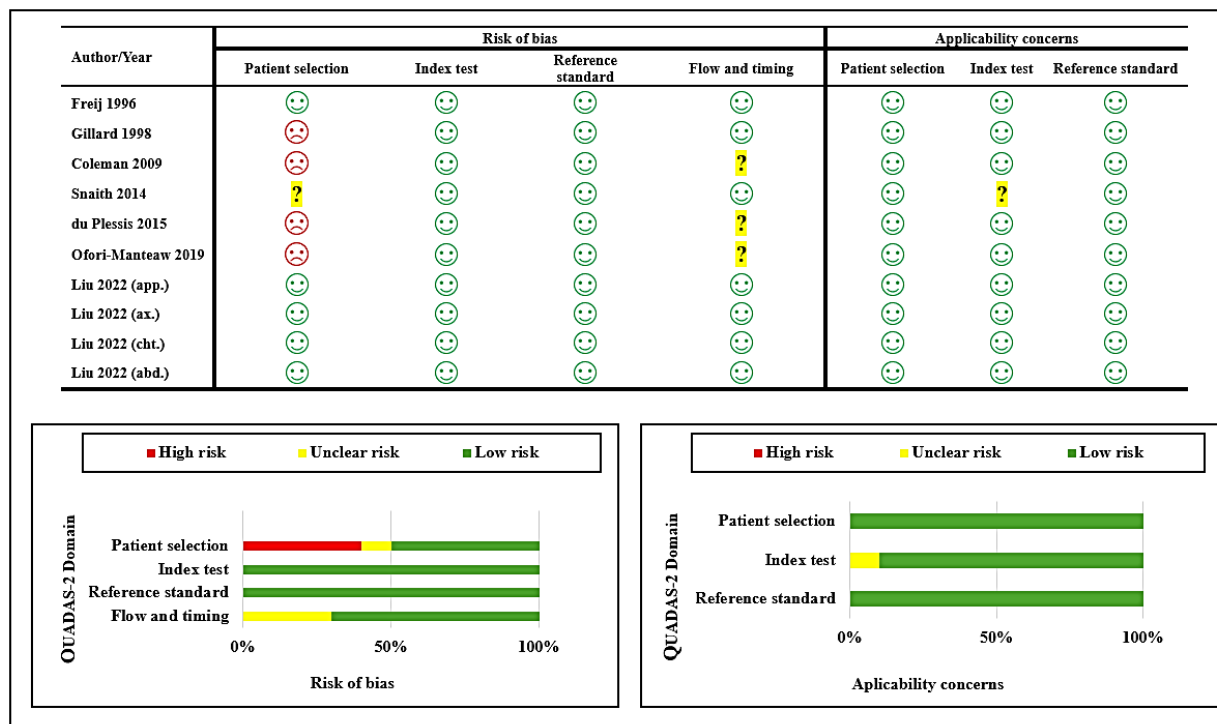 Author/Year Risk of bias Applicability concerns
Patient selection Index test Reference standard Flow and timing Patient selection Index test Reference standard
Freij 1996
Gillard 1998
Coleman 2009 ?
Snaith 2014 ? ?
du Plessis 2015 ?
Ofori-Manteaw 2019 ?
Liu 2022 (app.)
Liu 2022 (ax.)
Liu 2022 (cht.)
Liu 2022 (abd.)
High risk Unclear risk Low risk
QUADAS-2 Domain
Patient selection
Index test
Reference standard
Flow and timing
0% 50% 100%
Risk of bias
High risk Unclear risk Low risk
QUADAS-2 Domain
Patient selection
Index test
Reference standard
0% 50% 100%
Aplicability concerns